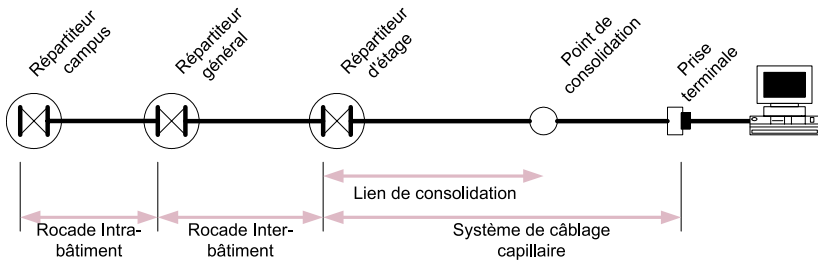 Répartiteur
campus
Répartiteur
général
Répartiteur
d'étage
Point de
consolidation
Prise
terminale
Lien de consolidation
Rocade Intra-
bâtiment
Rocade Inter-
bâtiment
Système de câblage
capillaire